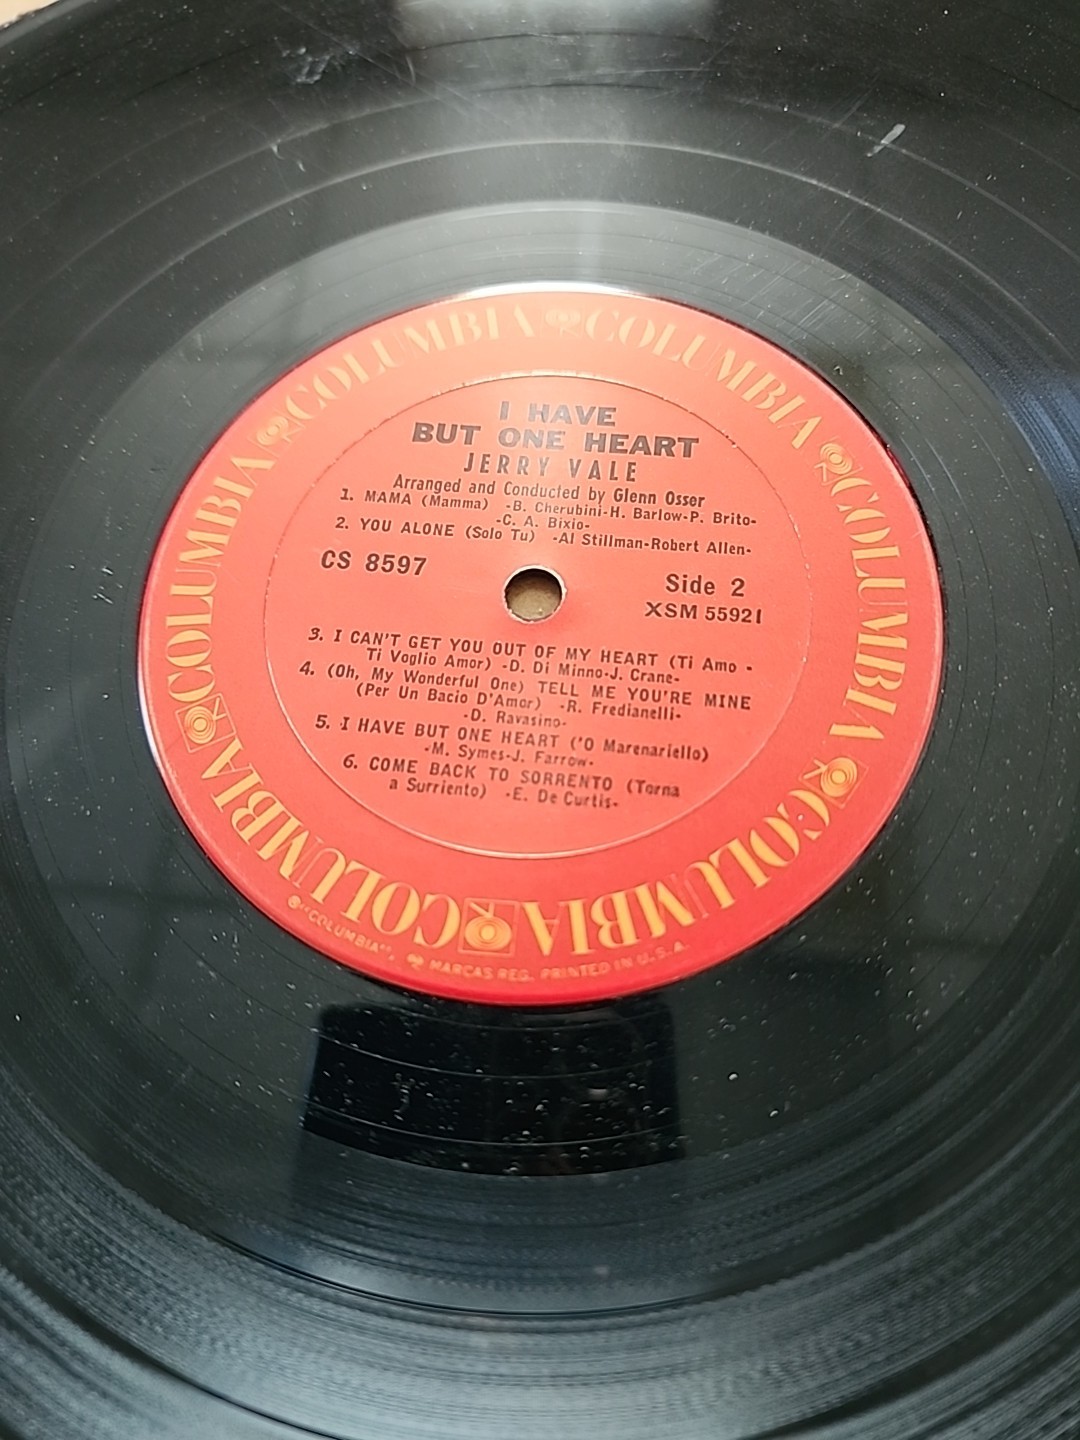 COLUMBIA COLUMBIA COLUMBIA COLUMBIA COLUMBIA COLUMBIA
I HAVE
BUT ONE HEART
JERRY VALE
Arranged and Conducted by Glenn Osser
1. MAMA (Mamma) -B. Cherubini-H. Barlow-P. Brito-
-C. A. Bixio-
2. YOU ALONE (Solo Tu) -Al Stillman-Robert Allen-
CS 8597
Side 2
XSM 55921
3. I CAN'T GET YOU OUT OF MY HEART (Ti Amo -
Ti Voglio Amor) -D. Di Minno-J. Crane-
4. (Oh, My Wonderful One) TELL ME YOU'RE MINE
(Per Un Bacio D'Amor) -R. Fredianelli-
-D. Ravasino-
5. I HAVE BUT ONE HEART ('O Marenariello)
-M. Symes-J. Farrow-
6. COME BACK TO SORRENTO (Torna
a Surriento) -E. De Curtis-
® "COLUMBIA", MARCAS REG. PRINTED IN U.S.A.